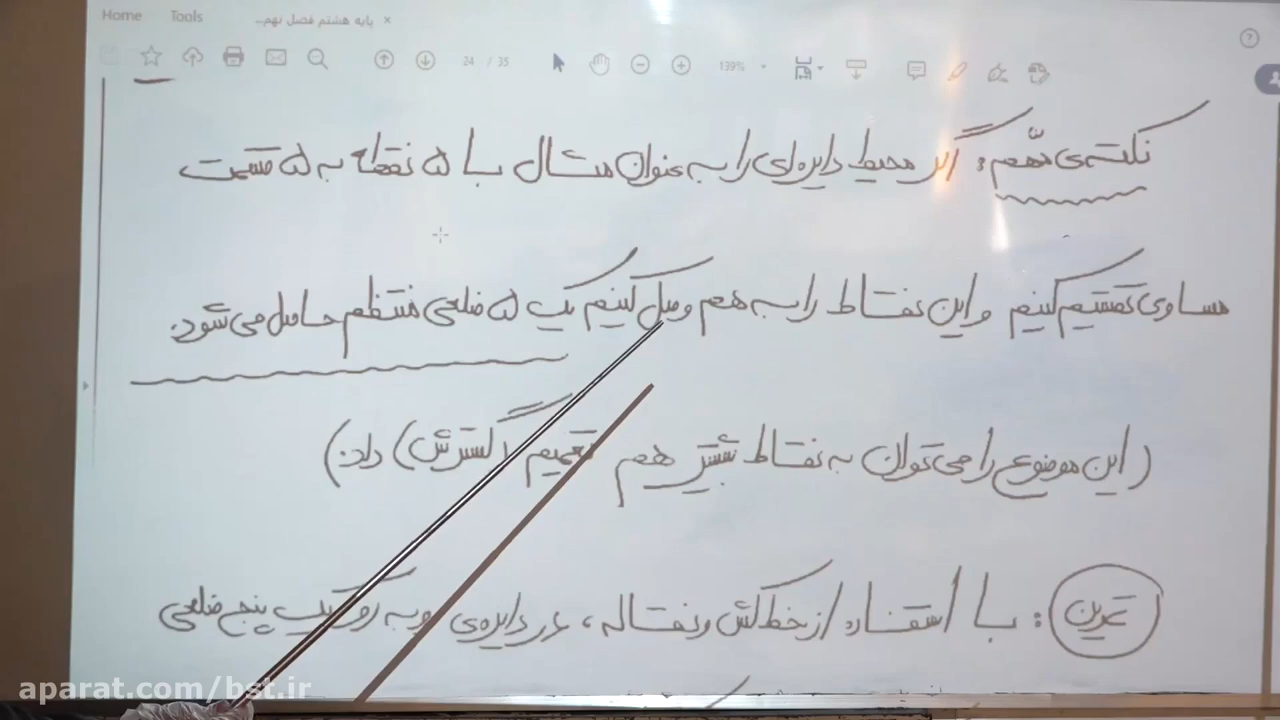 Home Tools پایه هشتم فصل نهم... ×
24 / 35 139%
نکته‌ی مهّم: اگر محیط دایره‌ای را به عنوان مثال با ۵ نقطه به ۵ قسمت
مساوی تقسیم کنیم و این نقاط را به هم وصل کنیم یک ۵ ضلعی منتظم حاصل می‌شود.
(این موضوع را می‌توان به نقاط بیشتر هم تعمیم (گسترش) داد.)
تمرین: با استفاده از خط‌کش و نقاله، در دایره‌ی روبه رو یک پنج ضلعی
aparat.com/bst.ir